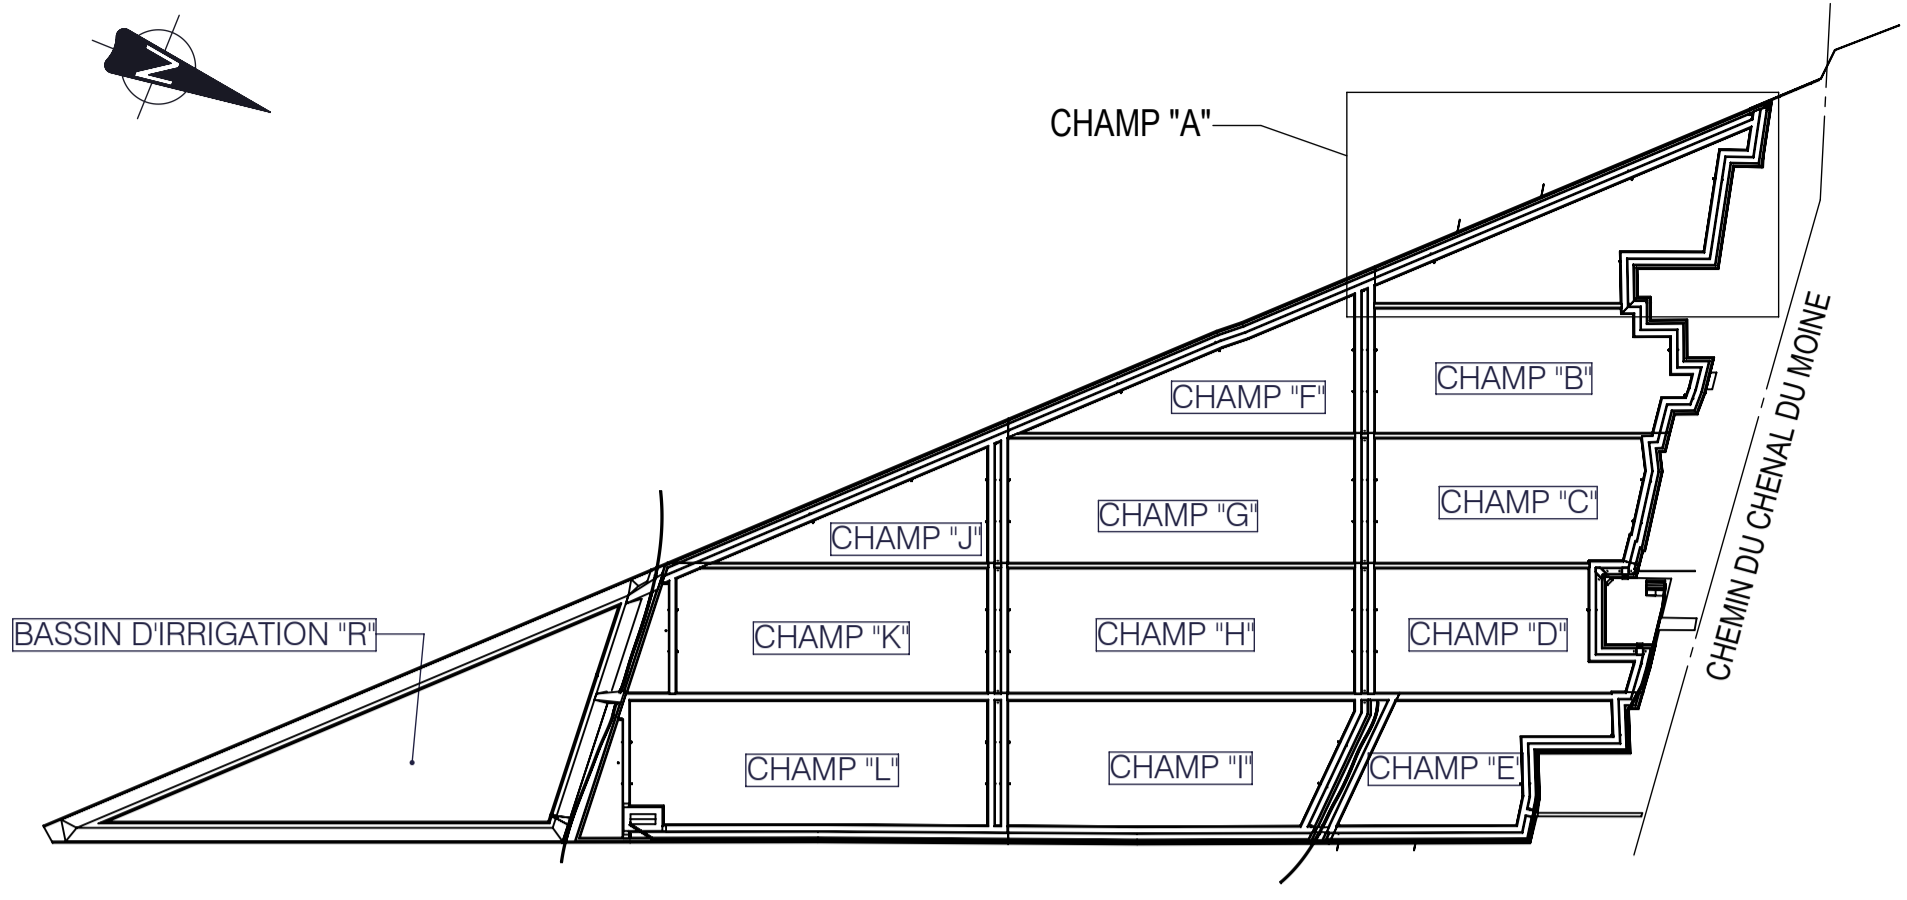 N
CHAMP "A"
CHAMP "B"
CHAMP "F"
CHAMP "C"
CHAMP "G"
CHAMP "J"
CHEMIN DU CHENAL DU MOINE
BASSIN D'IRRIGATION "R"
CHAMP "K"
CHAMP "H"
CHAMP "D"
CHAMP "L"
CHAMP "I"
CHAMP "E"